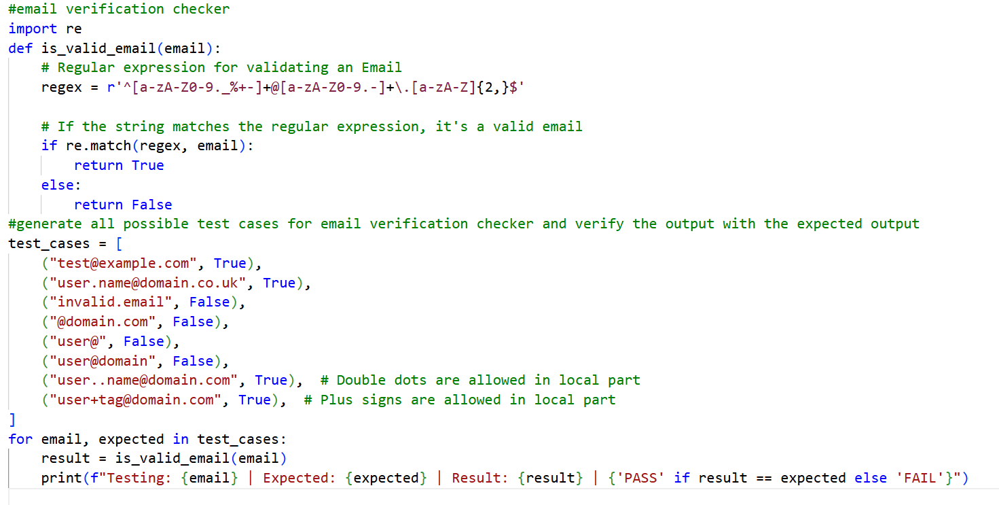 #email verification checker
import re
def is_valid_email(email):
    # Regular expression for validating an Email
    regex = r'^[a-zA-Z0-9._%+-]+@[a-zA-Z0-9.-]+\.[a-zA-Z]{2,}$'

    # If the string matches the regular expression, it's a valid email
    if re.match(regex, email):
        return True
    else:
        return False
#generate all possible test cases for email verification checker and verify the output with the expected output
test_cases = [
    ("test@example.com", True),
    ("user.name@domain.co.uk", True),
    ("invalid.email", False),
    ("@domain.com", False),
    ("user@", False),
    ("user@domain", False),
    ("user..name@domain.com", True),  # Double dots are allowed in local part
    ("user+tag@domain.com", True),  # Plus signs are allowed in local part
]
for email, expected in test_cases:
    result = is_valid_email(email)
    print(f"Testing: {email} | Expected: {expected} | Result: {result} | {'PASS' if result == expected else 'FAIL'}")